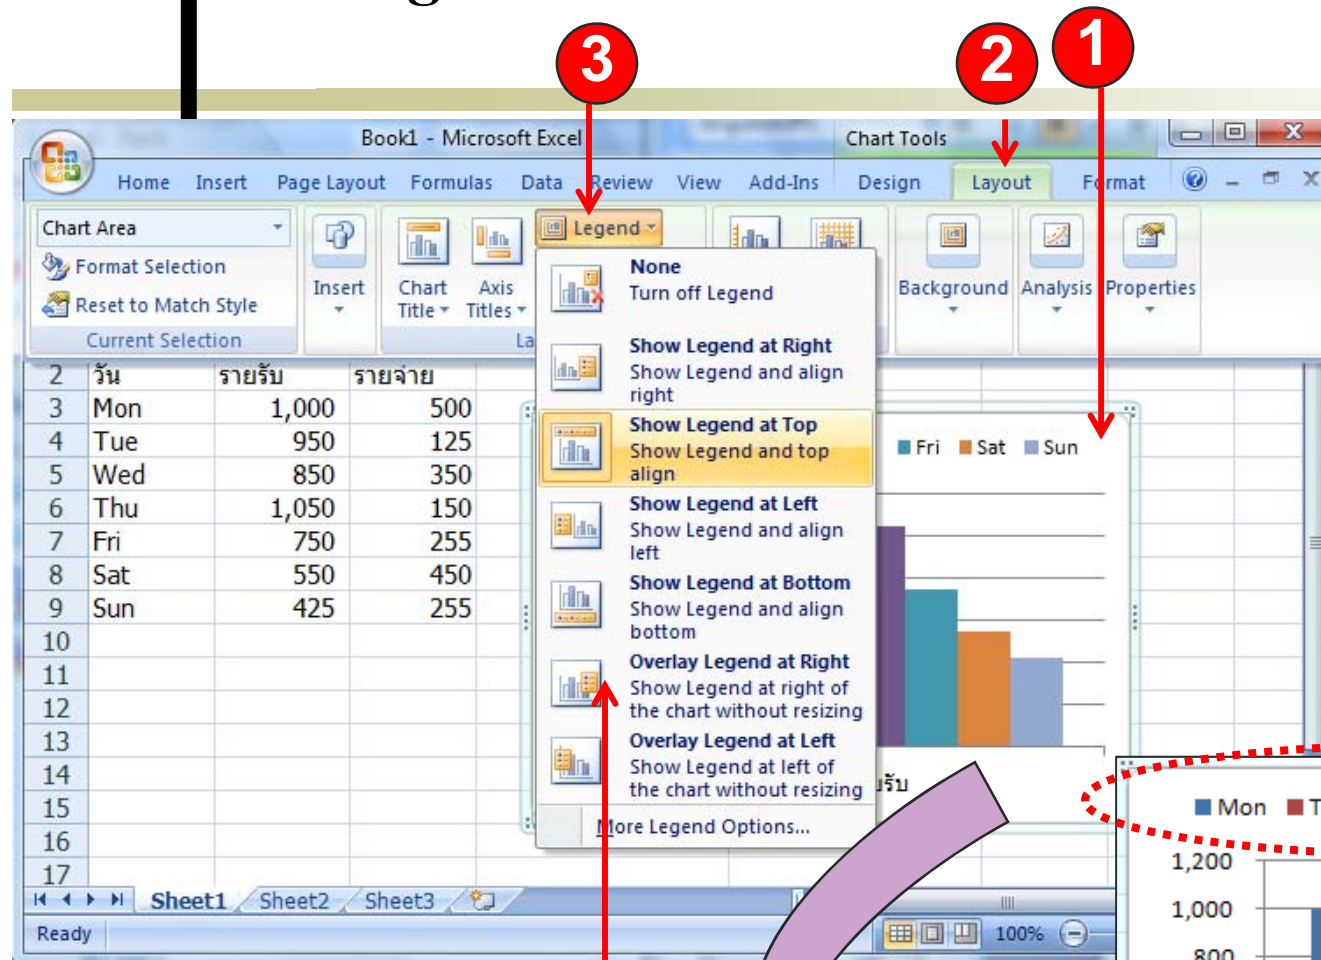 3
2
1
Book1 - Microsoft Excel
Chart Tools
Home Insert Page Layout Formulas Data Review View Add-Ins Design Layout Format
Chart Area
Format Selection
Reset to Match Style
Current Selection
Insert
Chart Title
Axis Titles
Legend
Background
Analysis
Properties
None
Turn off Legend
Show Legend at Right
Show Legend and align
right
Show Legend at Top
Show Legend and top
align
Show Legend at Left
Show Legend and align
left
Show Legend at Bottom
Show Legend and align
bottom
Overlay Legend at Right
Show Legend at right of
the chart without resizing
Overlay Legend at Left
Show Legend at left of
the chart without resizing
More Legend Options...
2 วัน รายรับ รายจ่าย
3 Mon 1,000 500
4 Tue 950 125
5 Wed 850 350
6 Thu 1,050 150
7 Fri 750 255
8 Sat 550 450
9 Sun 425 255
10
11
12
13
14
15
16
17
Fri Sat Sun
Mon
1,200
1,000
800
Sheet1 Sheet2 Sheet3
Ready
100%